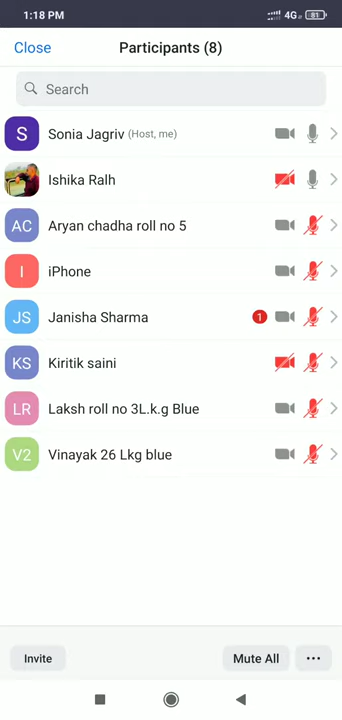 1:18 PM 4G 81
Close Participants (8)
Search
S Sonia Jagriv (Host, me)
Ishika Ralh
AC Aryan chadha roll no 5
I iPhone
JS Janisha Sharma 1
KS Kiritik saini
LR Laksh roll no 3L.k.g Blue
V2 Vinayak 26 Lkg blue
Invite Mute All ...